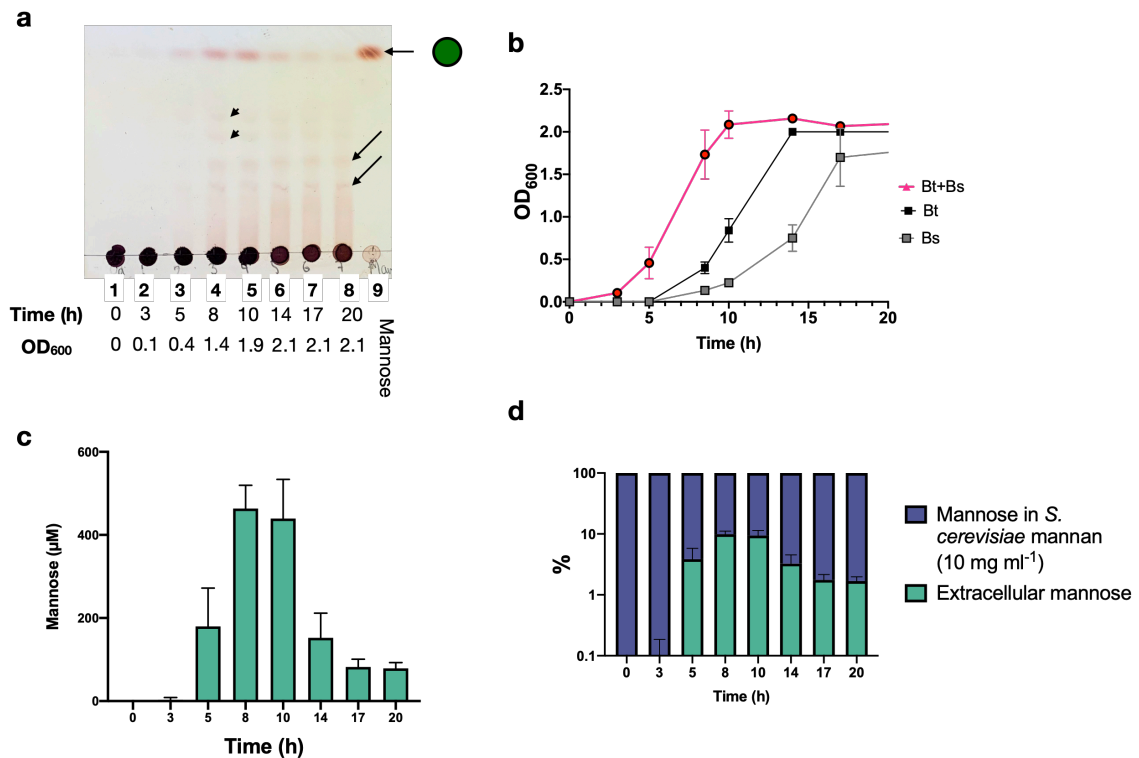 a
1 2 3 4 5 6 7 8 9
Time (h) 0 3 5 8 10 14 17 20
OD600 0 0.1 0.4 1.4 1.9 2.1 2.1 2.1
Mannose
b
2.5
2.0
1.5
1.0
0.5
0.0
OD600
0 5 10 15 20
Time (h)
Bt+Bs
Bt
Bs
c
600
400
200
0
Mannose (µM)
0 3 5 8 10 14 17 20
Time (h)
d
100
10
1
0.1
%
0 3 5 8 10 14 17 20
Time (h)
Mannose in S.
cerevisiae mannan
(10 mg ml-1)
Extracellular mannose